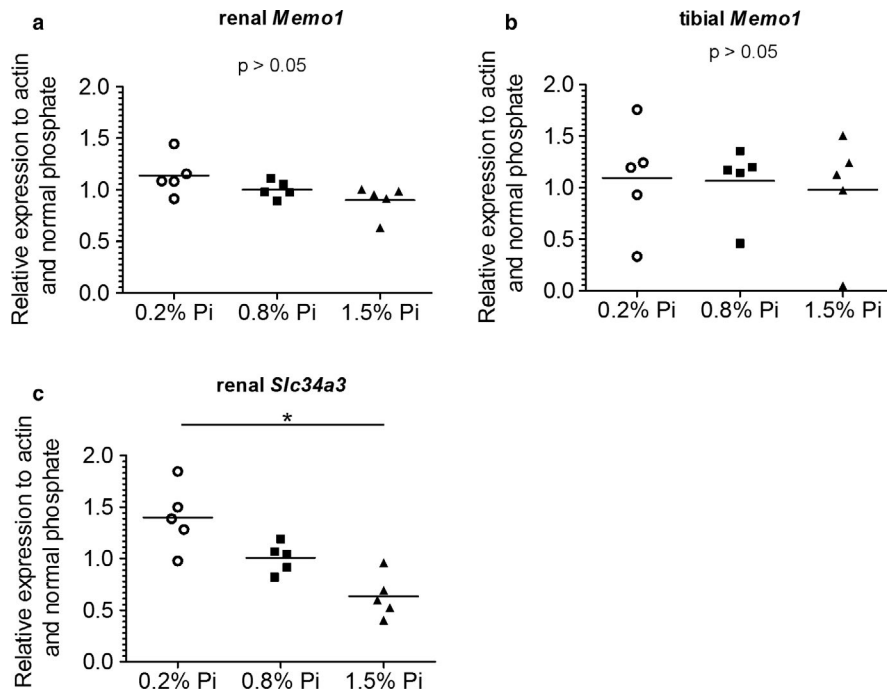 a
renal Memo1
p > 0.05
Relative expression to actin
and normal phosphate
2.0
1.5
1.0
0.5
0.0
0.2% Pi 0.8% Pi 1.5% Pi
b
tibial Memo1
p > 0.05
Relative expression to actin
and normal phosphate
2.0
1.5
1.0
0.5
0.0
0.2% Pi 0.8% Pi 1.5% Pi
c
renal Slc34a3
*
Relative expression to actin
and normal phosphate
2.0
1.5
1.0
0.5
0.0
0.2% Pi 0.8% Pi 1.5% Pi